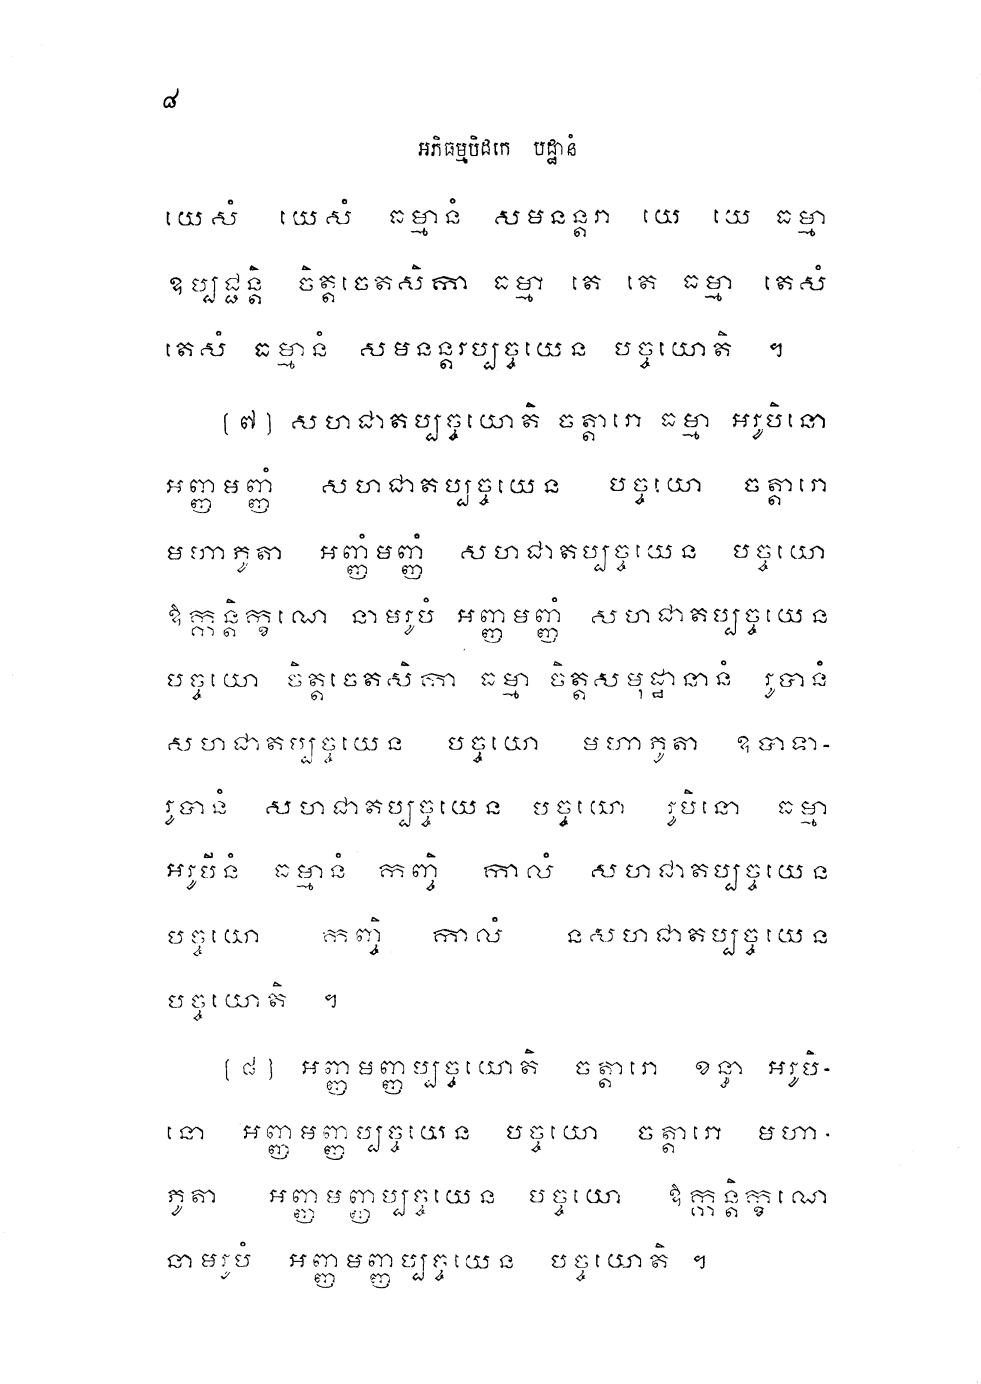 ៨
អភិធម្មបិដកេ បដ្ឋានំ
យេសំ យេសំ ធម្មានំ សមនន្តរា យេ យេ ធម្មា
ឧប្បជ្ជន្តិ ចិត្តចេតសិកា ធម្មា តេ តេ ធម្មា តេសំ
តេសំ ធម្មានំ សមនន្តរប្បច្ចយេន បច្ចយោតិ ។
(៧) សហជាតប្បច្ចយោតិ ចត្តារោ ធម្មា អរូបិនោ
អញ្ញមញ្ញំ សហជាតប្បច្ចយេន បច្ចយោ ចត្តារោ
មហាភូតា អញ្ញំមញ្ញំ សហជាតប្បច្ចយេន បច្ចយោ
ឱក្កន្តិក្ខណេ នាមរូបំ អញ្ញមញ្ញំ សហជាតប្បច្ចយេន
បច្ចយោ ចិត្តចេតសិកា ធម្មា ចិត្តសមុដ្ឋានានំ រូបានំ
សហជាតប្បច្ចយេន បច្ចយោ មហាភូតា ឧបាទា-
រូបានំ សហជាតប្បច្ចយេន បច្ចយោ រូបិនោ ធម្មា
អរូបីនំ ធម្មានំ កញ្ចិ កាលំ សហជាតប្បច្ចយេន
បច្ចយោ កញ្ចិ កាលំ នសហជាតប្បច្ចយេន
បច្ចយោតិ ។
(៨) អញ្ញមញ្ញប្បច្ចយោតិ ចត្តារោ ខន្ធា អរូបិ-
នោ អញ្ញមញ្ញប្បច្ចយេន បច្ចយោ ចត្តារោ មហា-
ភូតា អញ្ញមញ្ញប្បច្ចយេន បច្ចយោ ឱក្កន្តិក្ខណេ
នាមរូបំ អញ្ញមញ្ញប្បច្ចយេន បច្ចយោតិ ។